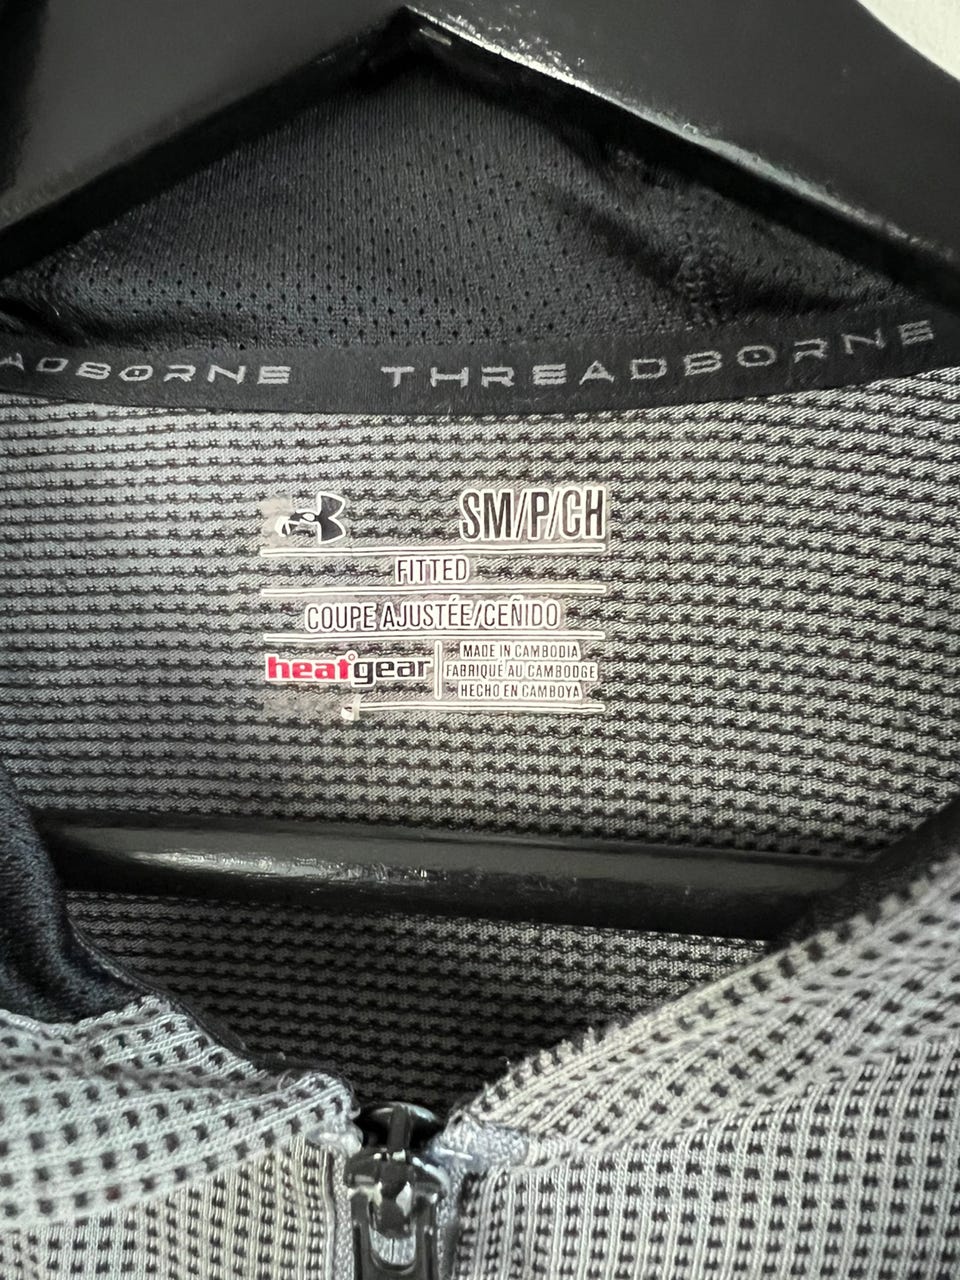 ADBORNE THREADBORNE
SM/P/CH
FITTED
COUPE AJUSTÉE/CEÑIDO
heatgear
MADE IN CAMBODIA
FABRIQUÉ AU CAMBODGE
HECHO EN CAMBOYA